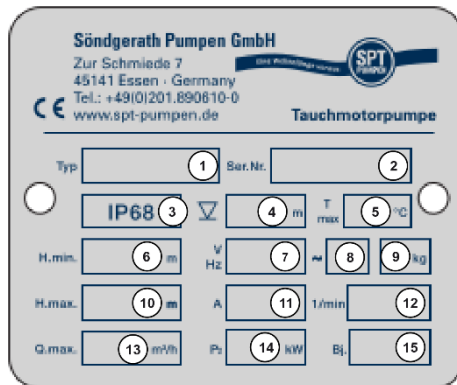 Söndgerath Pumpen GmbH
Zur Schmiede 7
45141 Essen · Germany
Tel.: +49(0)201.890610-0
www.spt-pumpen.de
SPT
PUMPEN
CE
Tauchmotorpumpe
Typ 1 Ser.Nr. 2
IP68 3 4 m T max 5 °C
H.min. 6 m V Hz 7 ~ 8 9 kg
H.max. 10 m A 11 1/min 12
Q.max. 13 m³/h P₂ 14 kW Bj. 15